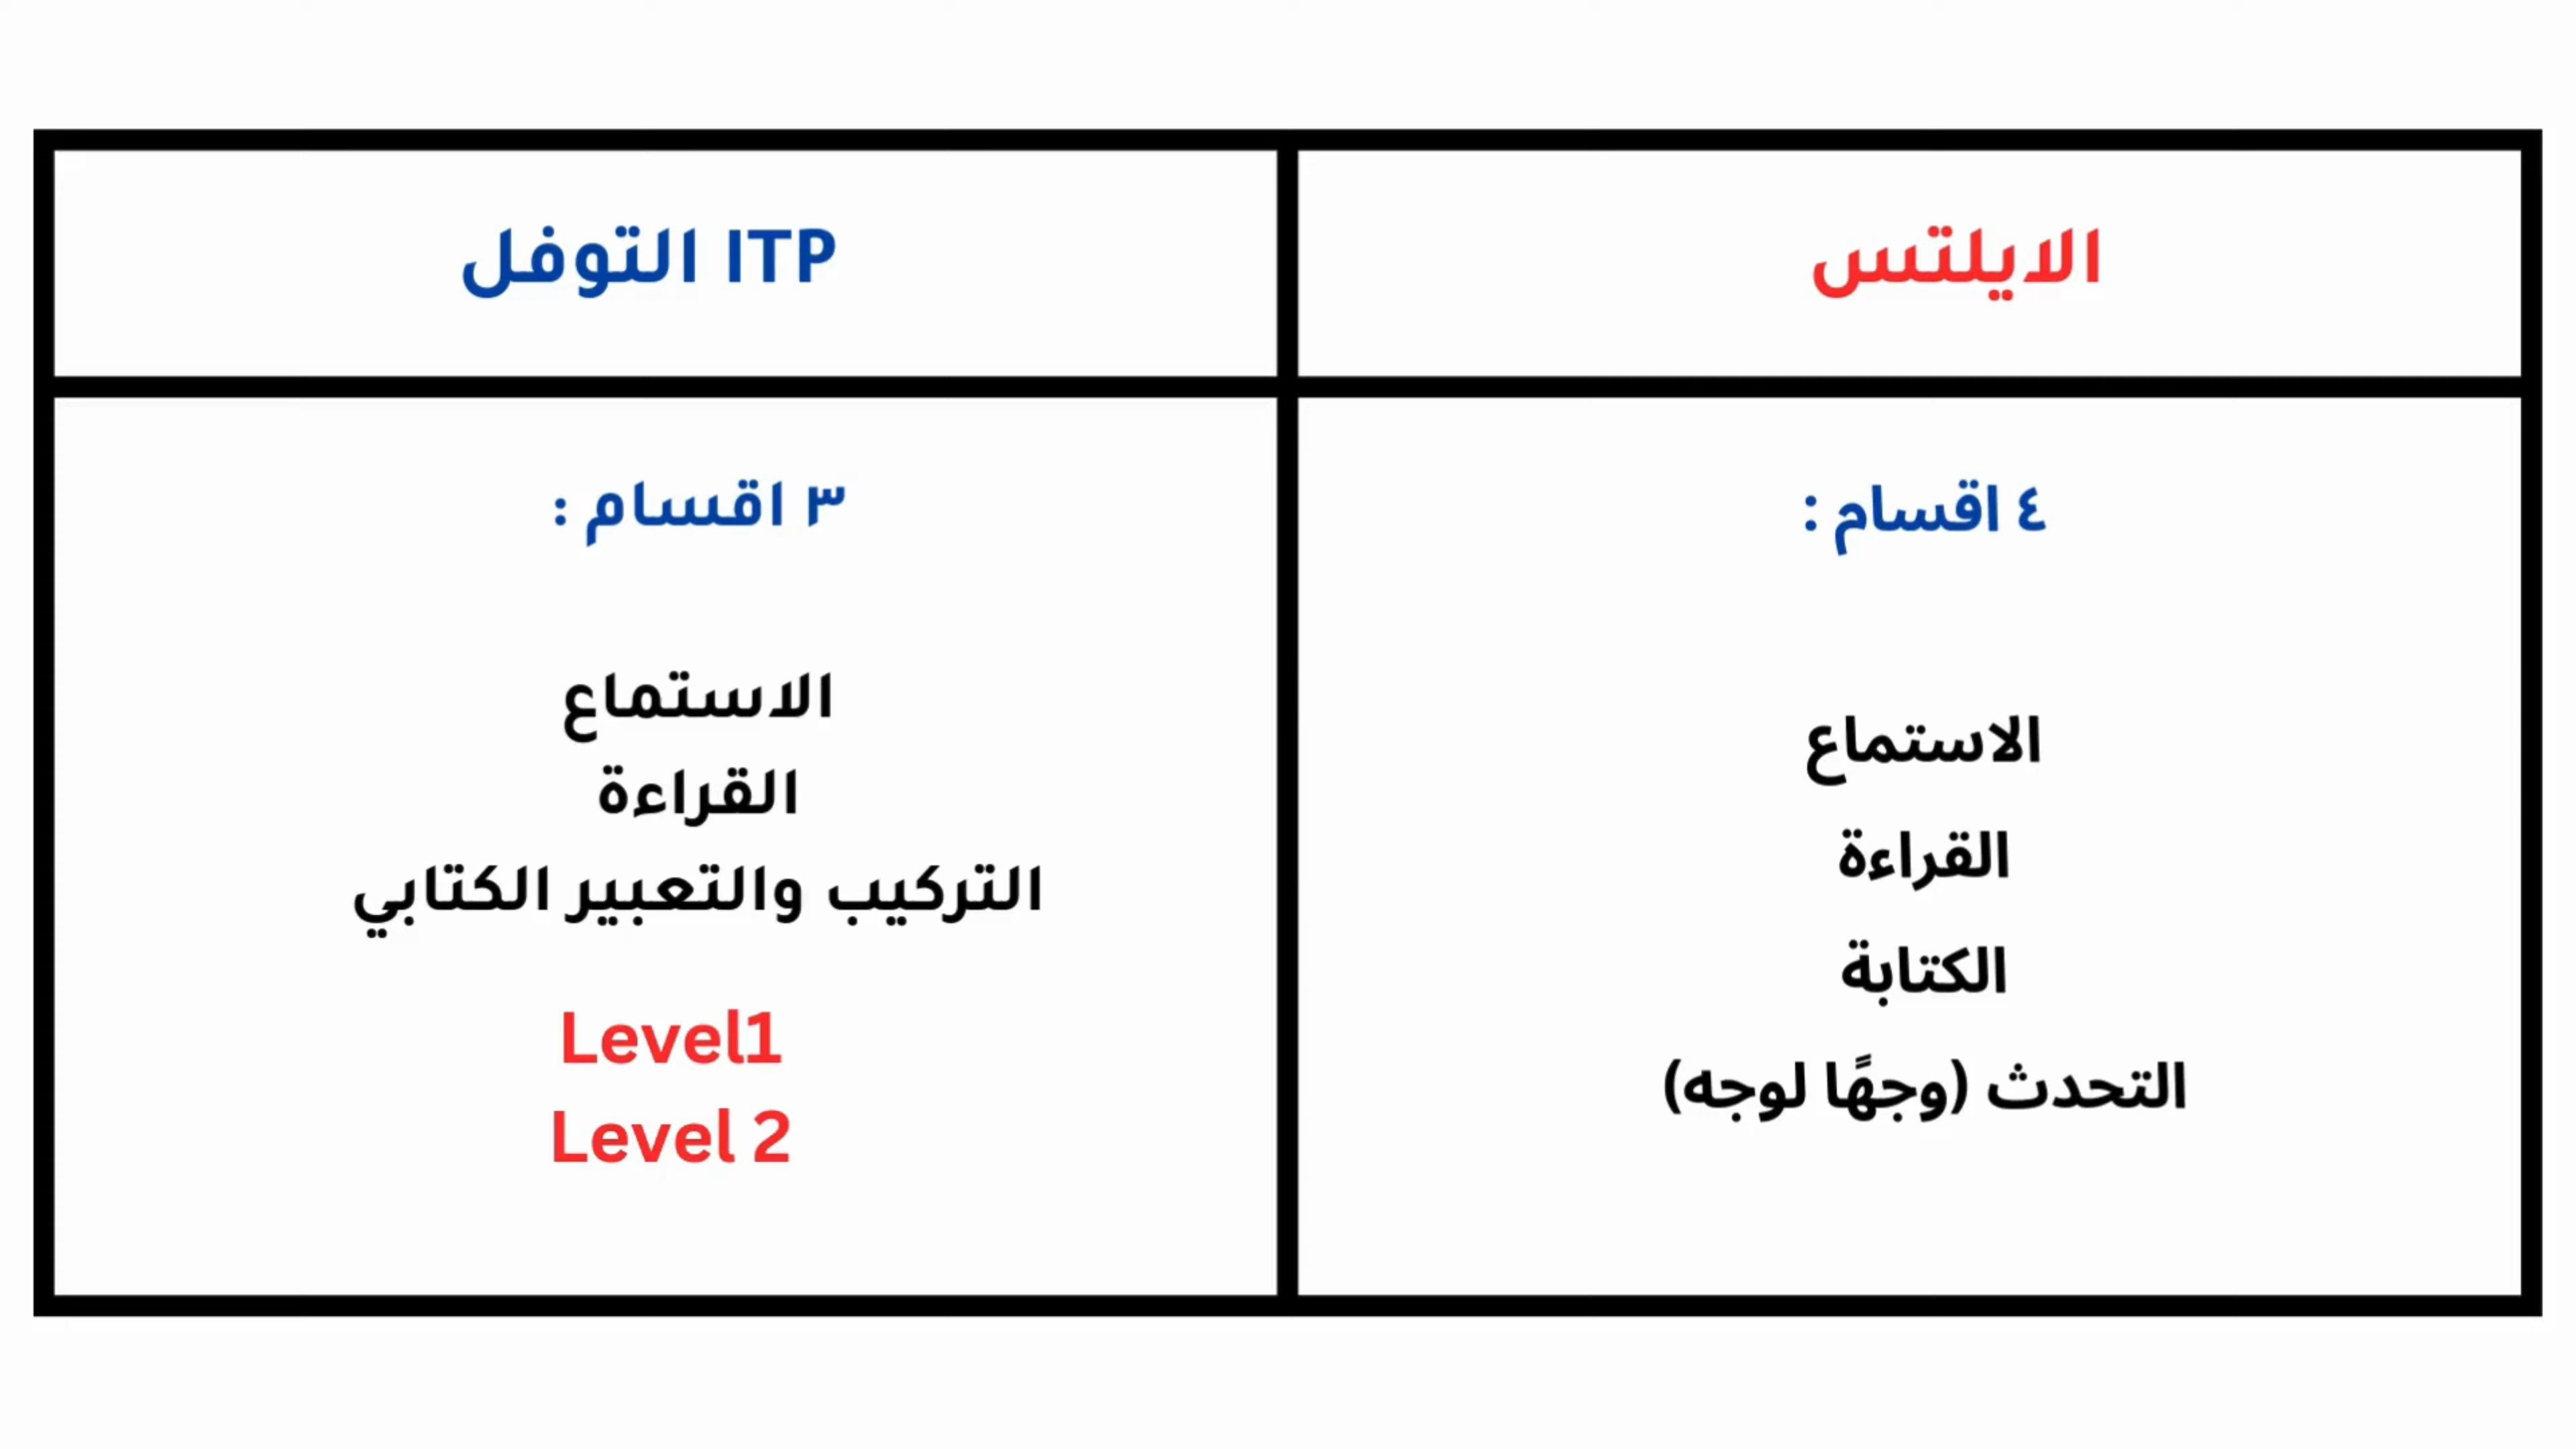 الايلتس
ITP التوفل
٤ اقسام :
الاستماع
القراءة
الكتابة
التحدث (وجهًا لوجه)
٣ اقسام :
الاستماع
القراءة
التركيب والتعبير الكتابي
Level1
Level 2